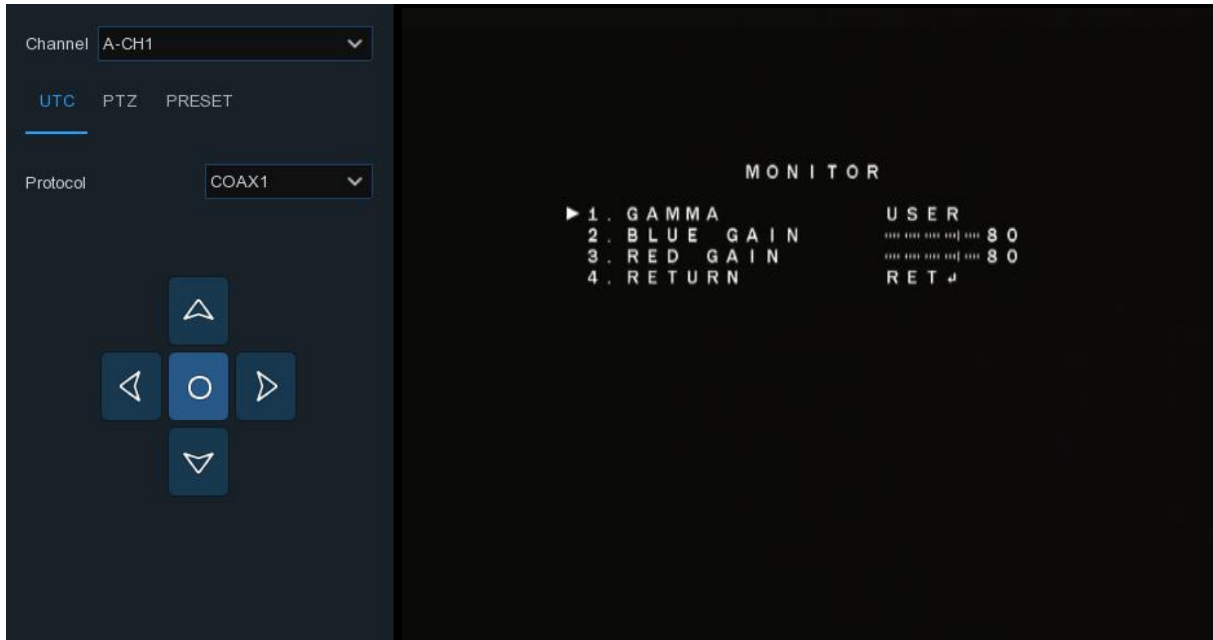 Channel A-CH1
UTC PTZ PRESET
Protocol COAX1
MONITOR
1. GAMMA USER
2. BLUE GAIN 80
3. RED GAIN 80
4. RETURN RET↲